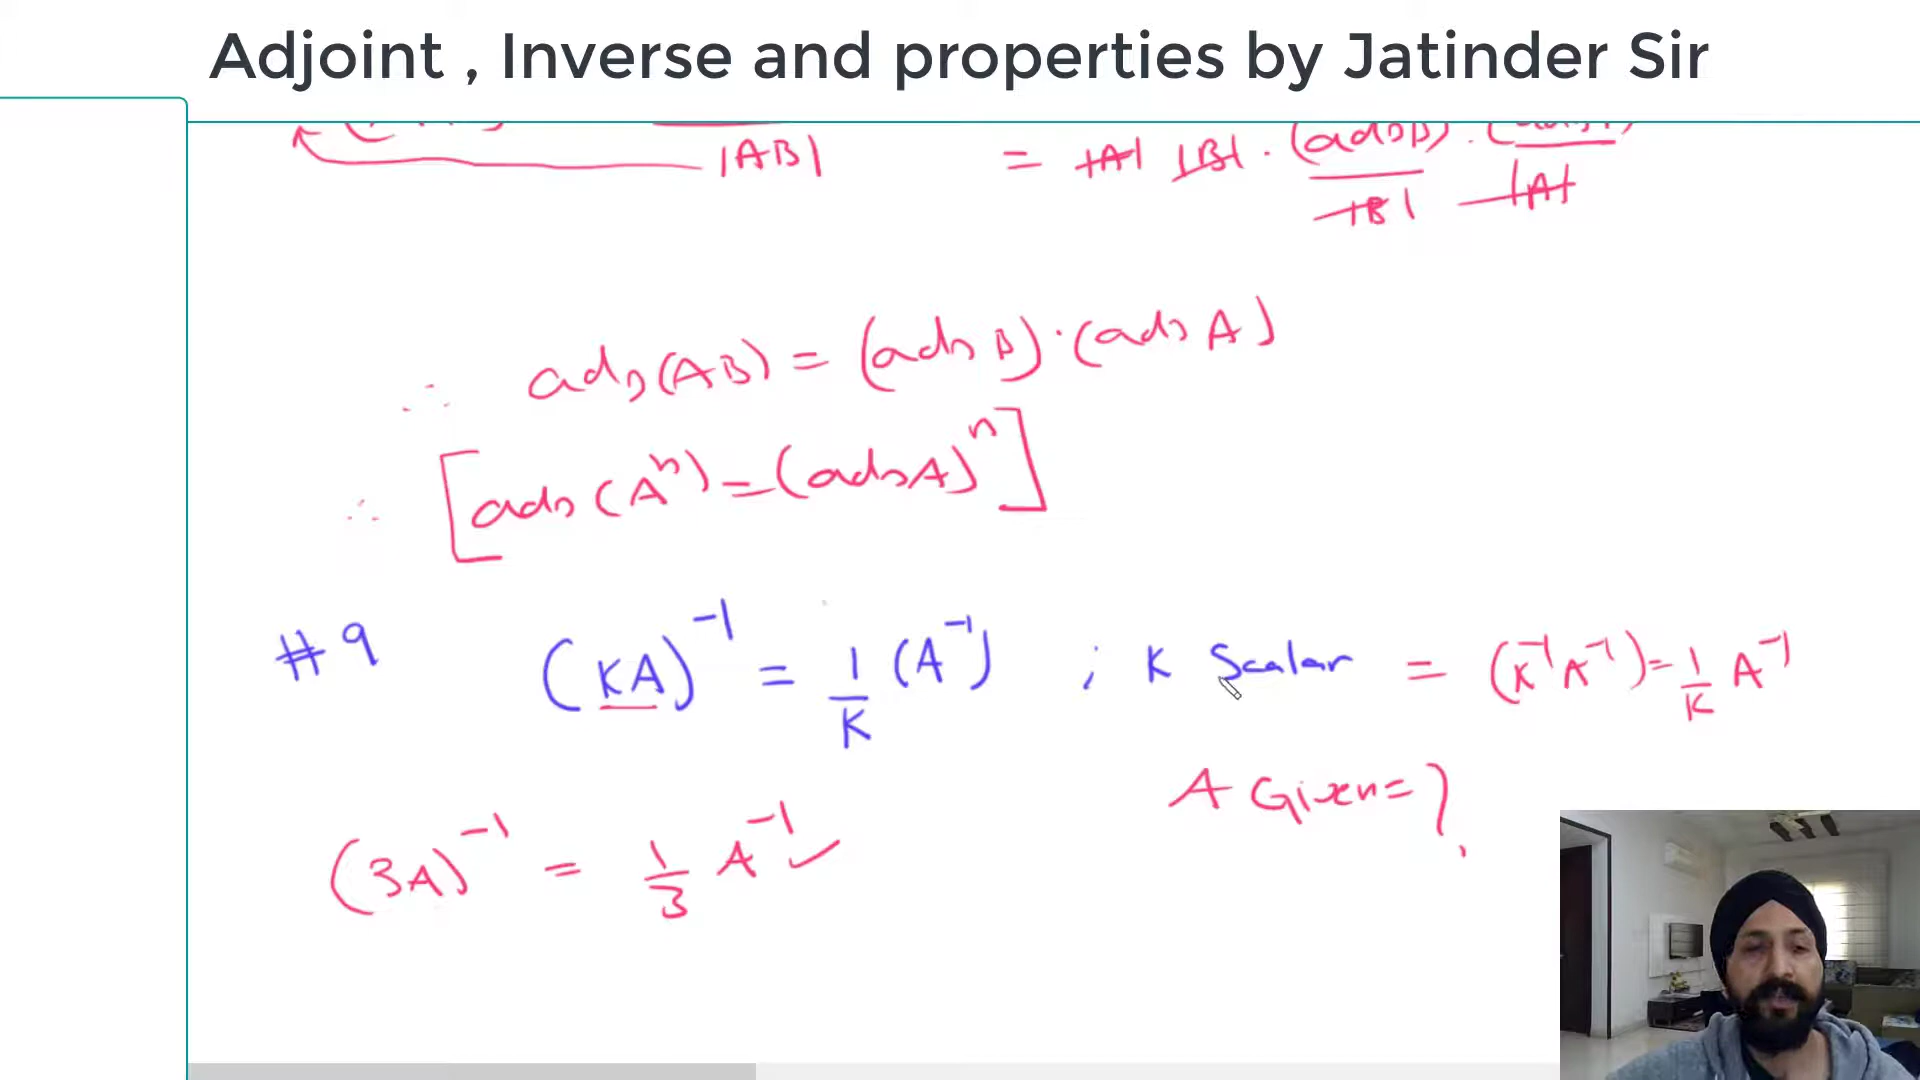 Adjoint , Inverse and properties by Jatinder Sir
|AB| = |A| |B| · (adj B) ·
|B| |A|
∴ adj(AB) = (adj B) · (adj A)
∴ [adj (Aⁿ) = (adj A)ⁿ]
# 9 (KA)⁻¹ = 1/K (A⁻¹) ; K Scalar = (K⁻¹ A⁻¹) = 1/K A⁻¹
A Given = ?
(3A)⁻¹ = 1/3 A⁻¹ ✓